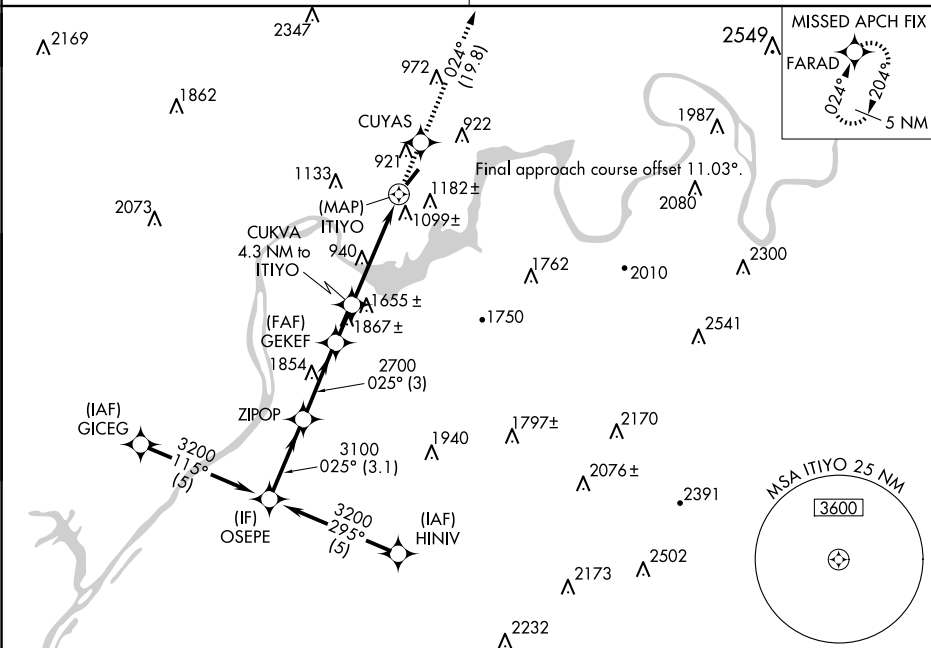 2169
2347
1862
972
024°
(19.8)
2549
MISSED APCH FIX
FARAD
024°
204°
5 NM
CUYAS
921
922
1987
Final approach course offset 11.03°.
1133
1182±
2080
2073
(MAP)
ITIYO
1099±
CUKVA
4.3 NM to
ITIYO
940
1762
2010
2300
1655±
1750
(FAF)
GEKEF
1867±
2541
1854
2700
025° (3)
ZIPOP
(IAF)
GICEG
3200
115°
(5)
3100
025° (3.1)
1940
1797±
2170
2076±
2391
MSA ITIYO 25 NM
3600
(IF)
OSEPE
3200
295°
(5)
(IAF)
HINIV
2173
2502
2232